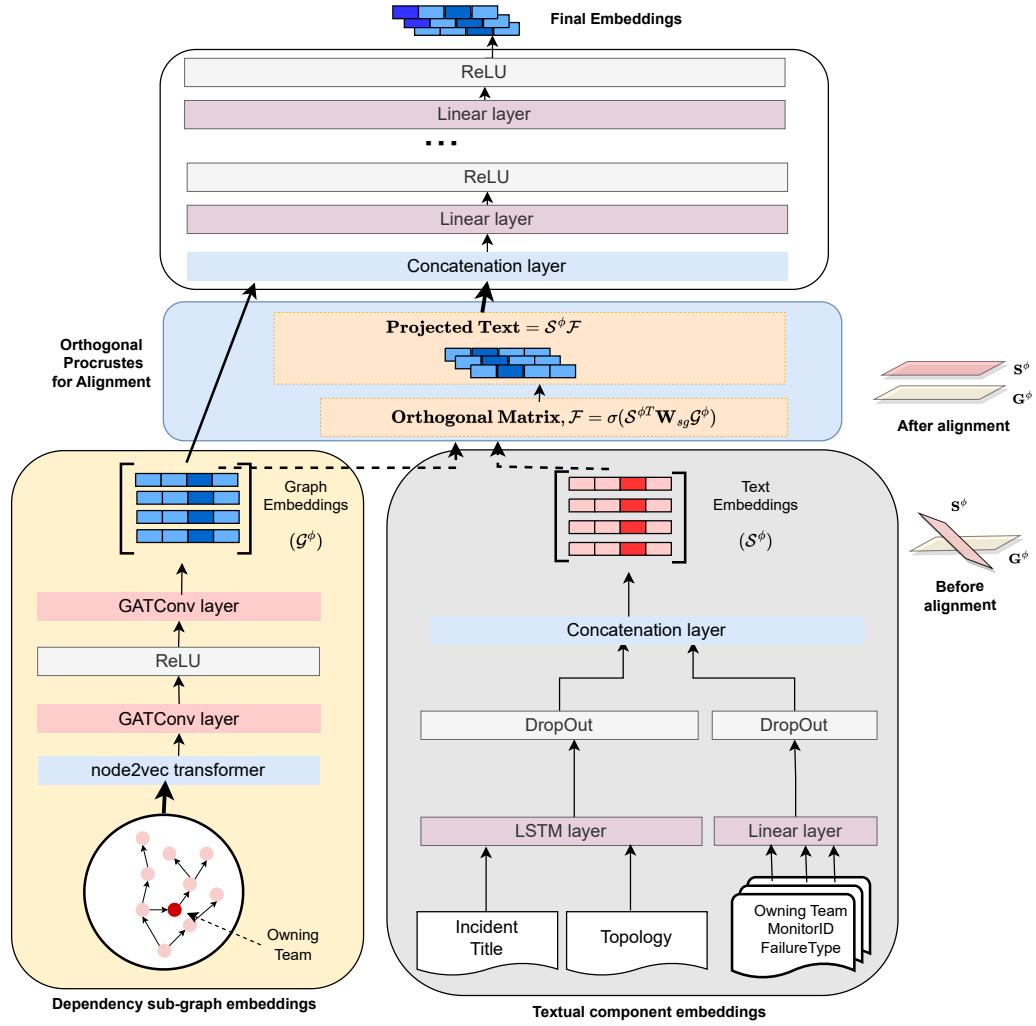 Final Embeddings
ReLU
Linear layer
...
ReLU
Linear layer
Concatenation layer
Orthogonal
Procrustes
for Alignment
Projected Text = 𝒮^ϕ ℱ
Orthogonal Matrix, ℱ = σ(𝒮^{ϕT} W_{sg} 𝒢^ϕ)
S^ϕ
G^ϕ
After alignment
Graph
Embeddings
(𝒢^ϕ)
Text
Embeddings
(𝒮^ϕ)
S^ϕ
G^ϕ
Before
alignment
GATConv layer
ReLU
GATConv layer
node2vec transformer
Owning
Team
Dependency sub-graph embeddings
Concatenation layer
DropOut
DropOut
LSTM layer
Linear layer
Incident
Title
Topology
Owning Team
MonitorID
FailureType
Textual component embeddings